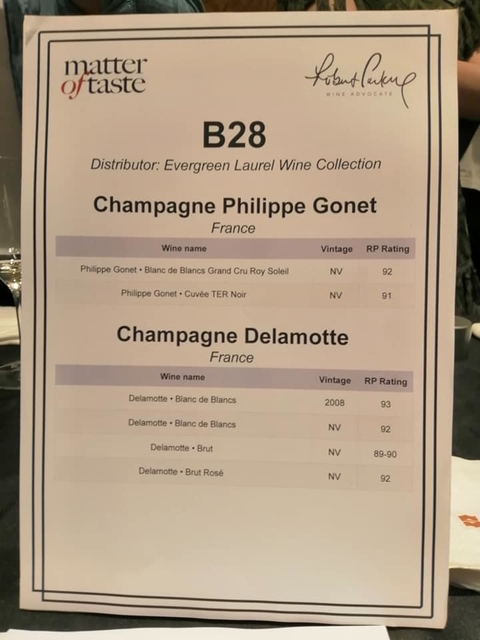 matter
of taste
Robert Parker
WINE ADVOCATE
B28
Distributor: Evergreen Laurel Wine Collection
Champagne Philippe Gonet
France
Wine name Vintage RP Rating
Philippe Gonet • Blanc de Blancs Grand Cru Roy Soleil NV 92
Philippe Gonet • Cuvée TER Noir NV 91
Champagne Delamotte
France
Wine name Vintage RP Rating
Delamotte • Blanc de Blancs 2008 93
Delamotte • Blanc de Blancs NV 92
Delamotte • Brut NV 89-90
Delamotte • Brut Rosé NV 92